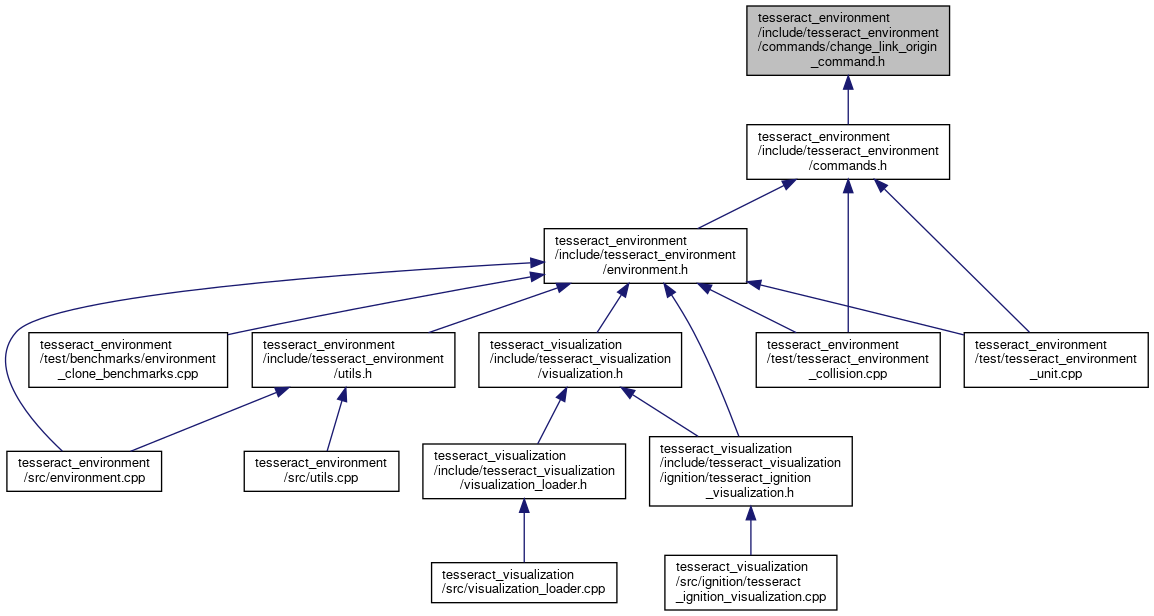 tesseract_environment
/include/tesseract_environment
/commands/change_link_origin
_command.h
tesseract_environment
/include/tesseract_environment
/commands.h
tesseract_environment
/include/tesseract_environment
/environment.h
tesseract_environment
/test/benchmarks/environment
_clone_benchmarks.cpp
tesseract_environment
/include/tesseract_environment
/utils.h
tesseract_visualization
/include/tesseract_visualization
/visualization.h
tesseract_environment
/test/tesseract_environment
_collision.cpp
tesseract_environment
/test/tesseract_environment
_unit.cpp
tesseract_environment
/src/environment.cpp
tesseract_environment
/src/utils.cpp
tesseract_visualization
/include/tesseract_visualization
/visualization_loader.h
tesseract_visualization
/include/tesseract_visualization
/ignition/tesseract_ignition
_visualization.h
tesseract_visualization
/src/visualization_loader.cpp
tesseract_visualization
/src/ignition/tesseract
_ignition_visualization.cpp